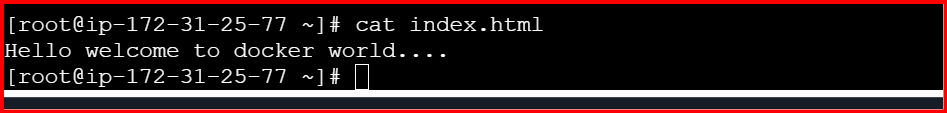 [root@ip-172-31-25-77 ~]# cat index.html
Hello welcome to docker world....
[root@ip-172-31-25-77 ~]#